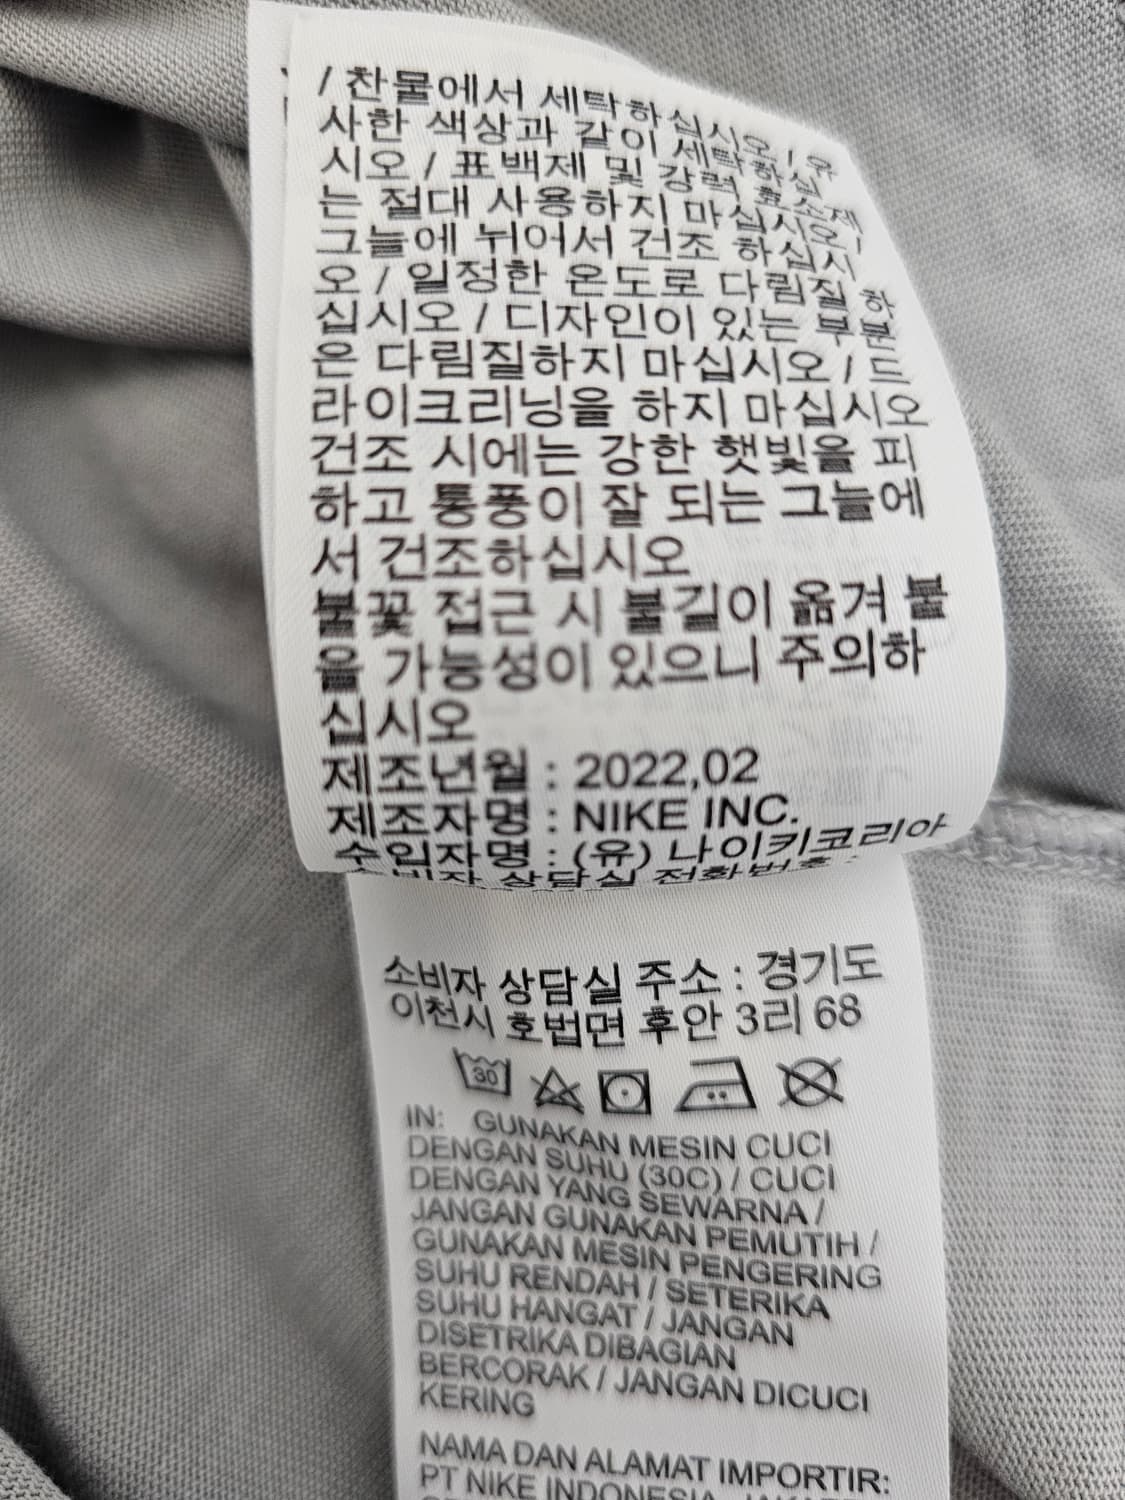 / 찬물에서 세탁하십시오 / 유
사한 색상과 같이 세탁하십
시오 / 표백제 및 강력 효소제
는 절대 사용하지 마십시오 /
그늘에 뉘어서 건조 하십시
오 / 일정한 온도로 다림질 하
십시오 / 디자인이 있는 부분
은 다림질하지 마십시오 / 드
라이크리닝을 하지 마십시오
건조 시에는 강한 햇빛을 피
하고 통풍이 잘 되는 그늘에
서 건조하십시오
불꽃 접근 시 불길이 옮겨 붙
을 가능성이 있으니 주의하
십시오
제조년월 : 2022,02
제조자명 : NIKE INC.
수입자명 : (유) 나이키코리아
소비자 상담실 전화번호 :
소비자 상담실 주소 : 경기도
이천시 호법면 후안 3리 68
30
IN: GUNAKAN MESIN CUCI
DENGAN SUHU (30C) / CUCI
DENGAN YANG SEWARNA /
JANGAN GUNAKAN PEMUTIH /
GUNAKAN MESIN PENGERING
SUHU RENDAH / SETERIKA
SUHU HANGAT / JANGAN
DISETRIKA DIBAGIAN
BERCORAK / JANGAN DICUCI
KERING
NAMA DAN ALAMAT IMPORTIR:
PT NIKE INDONESIA,